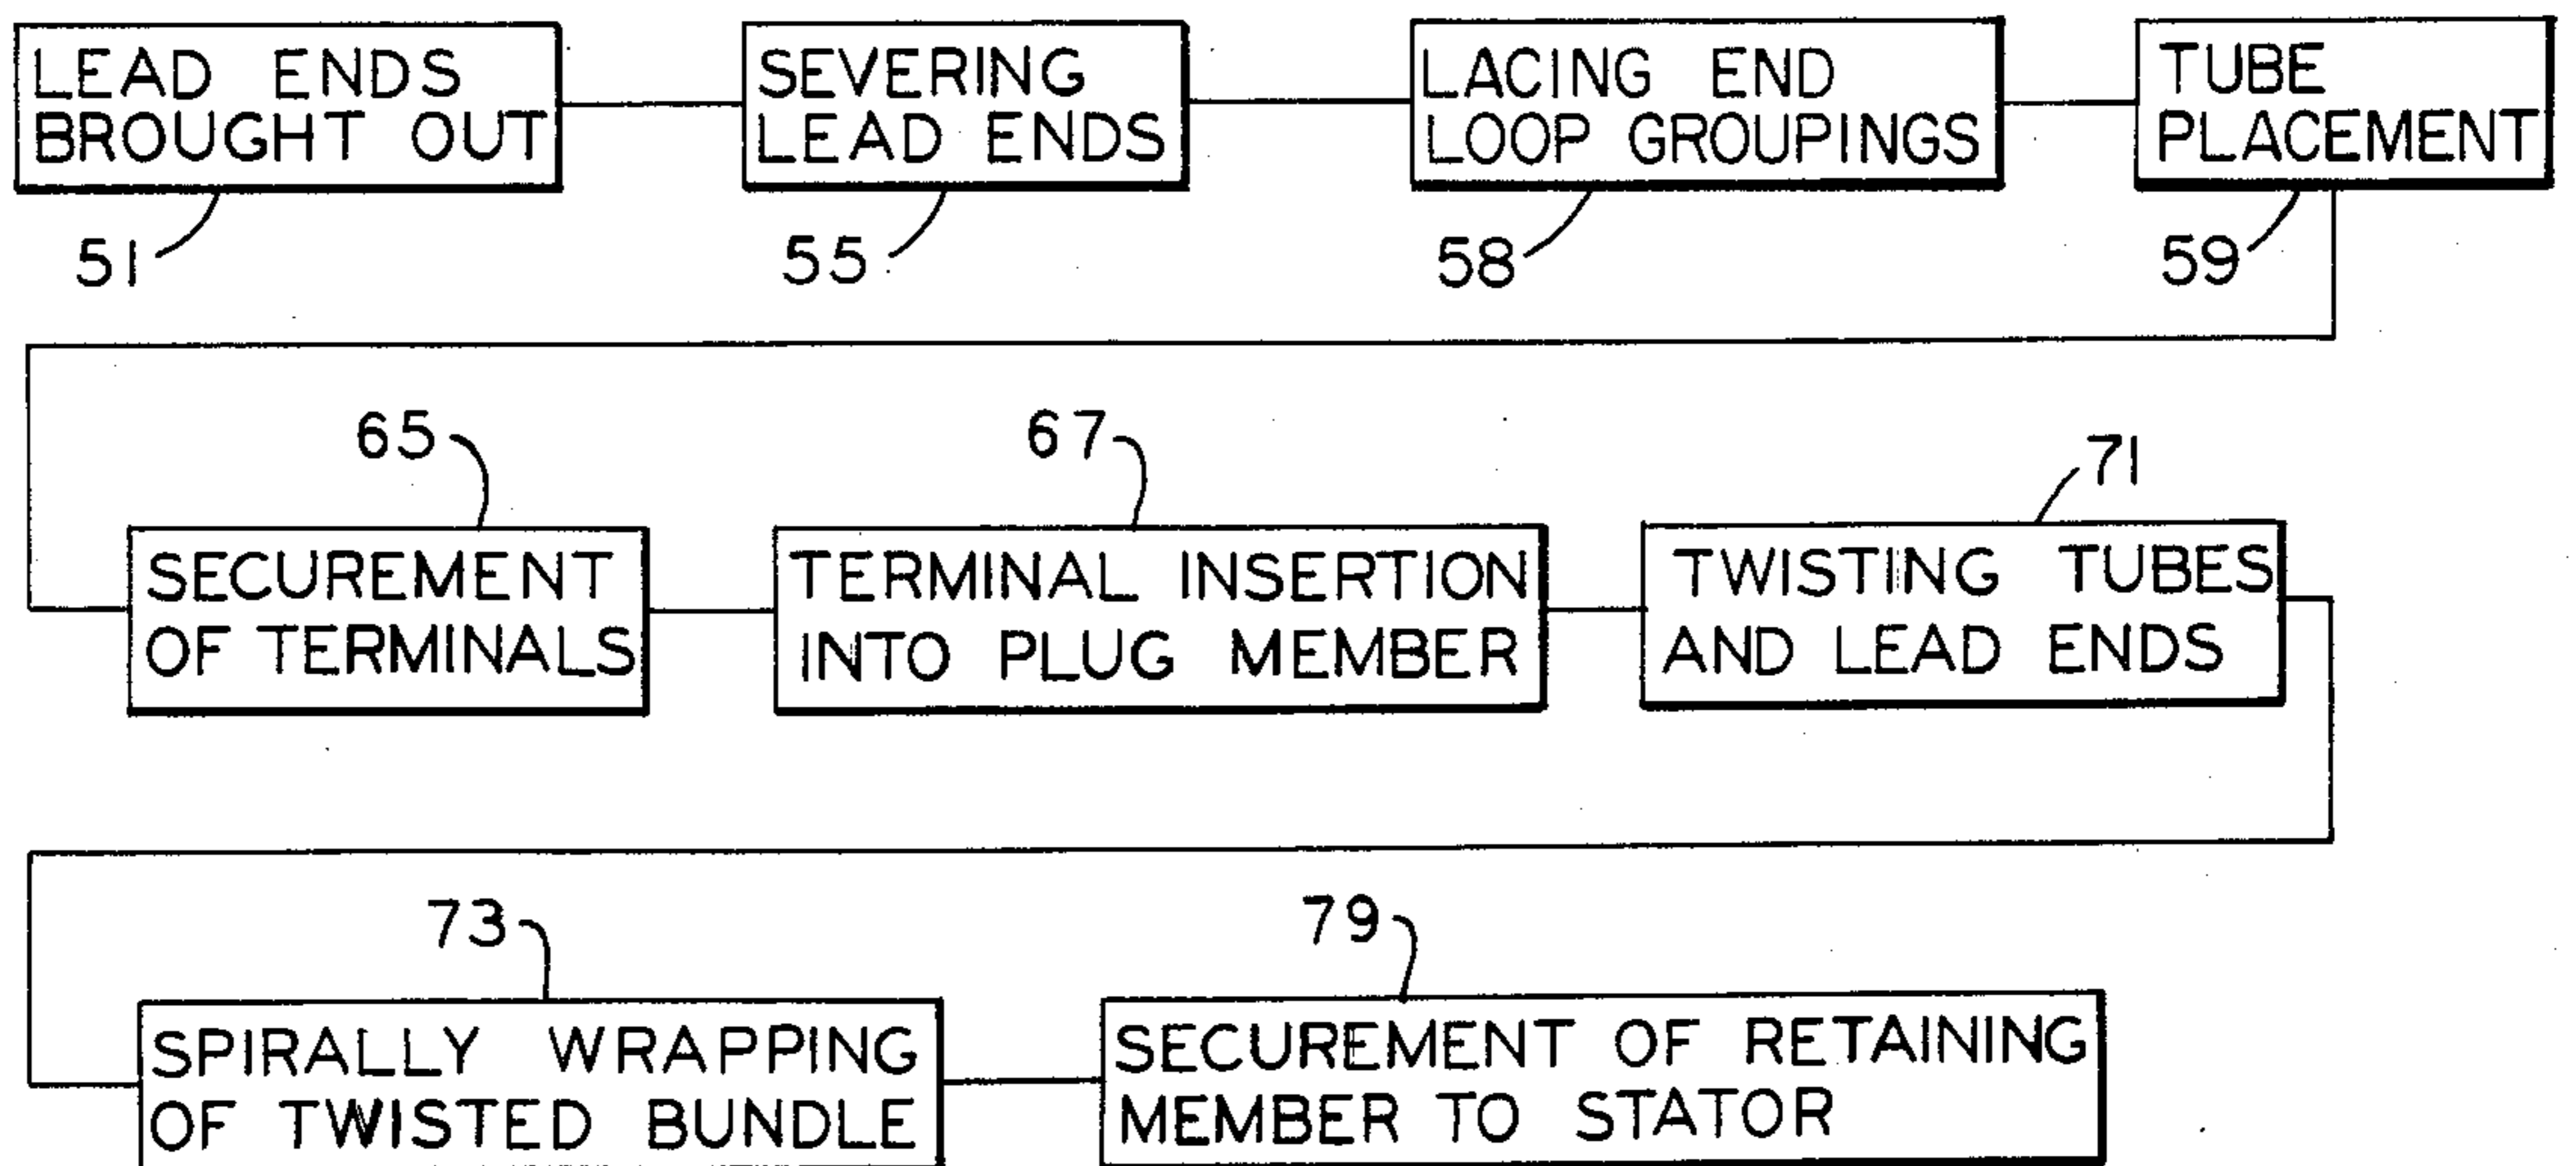 LEAD ENDS
BROUGHT OUT
SEVERING
LEAD ENDS
LACING END
LOOP GROUPINGS
TUBE
PLACEMENT
51
55
58
59
65
67
71
SECUREMENT
OF TERMINALS
TERMINAL INSERTION
INTO PLUG MEMBER
TWISTING TUBES
AND LEAD ENDS
73
79
SPIRALLY WRAPPING
OF TWISTED BUNDLE
SECUREMENT OF RETAINING
MEMBER TO STATOR